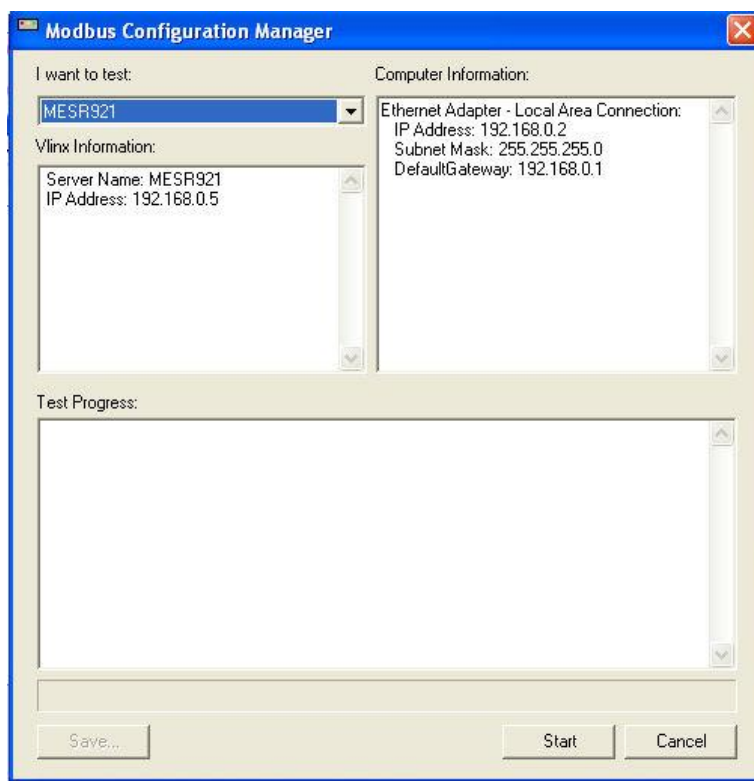 Modbus Configuration Manager
I want to test:
MESR921
Vlinx Information:
Server Name: MESR921
IP Address: 192.168.0.5
Computer Information:
Ethernet Adapter - Local Area Connection:
IP Address: 192.168.0.2
Subnet Mask: 255.255.255.0
DefaultGateway: 192.168.0.1
Test Progress:
Save...
Start
Cancel